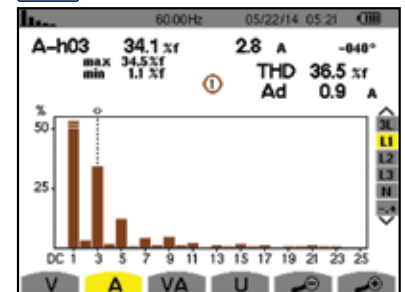 60.00Hz 05/22/14 05:21
A-h03 34.1 %f 2.8 A -040°
max 34.5%f
min 1.1 %f
① THD 36.5 %f
Ad 0.9 A
%
50
25
3L
L1
L2
L3
N
-.+
DC 1 3 5 7 9 11 13 15 17 19 21 23 25
V A VA U